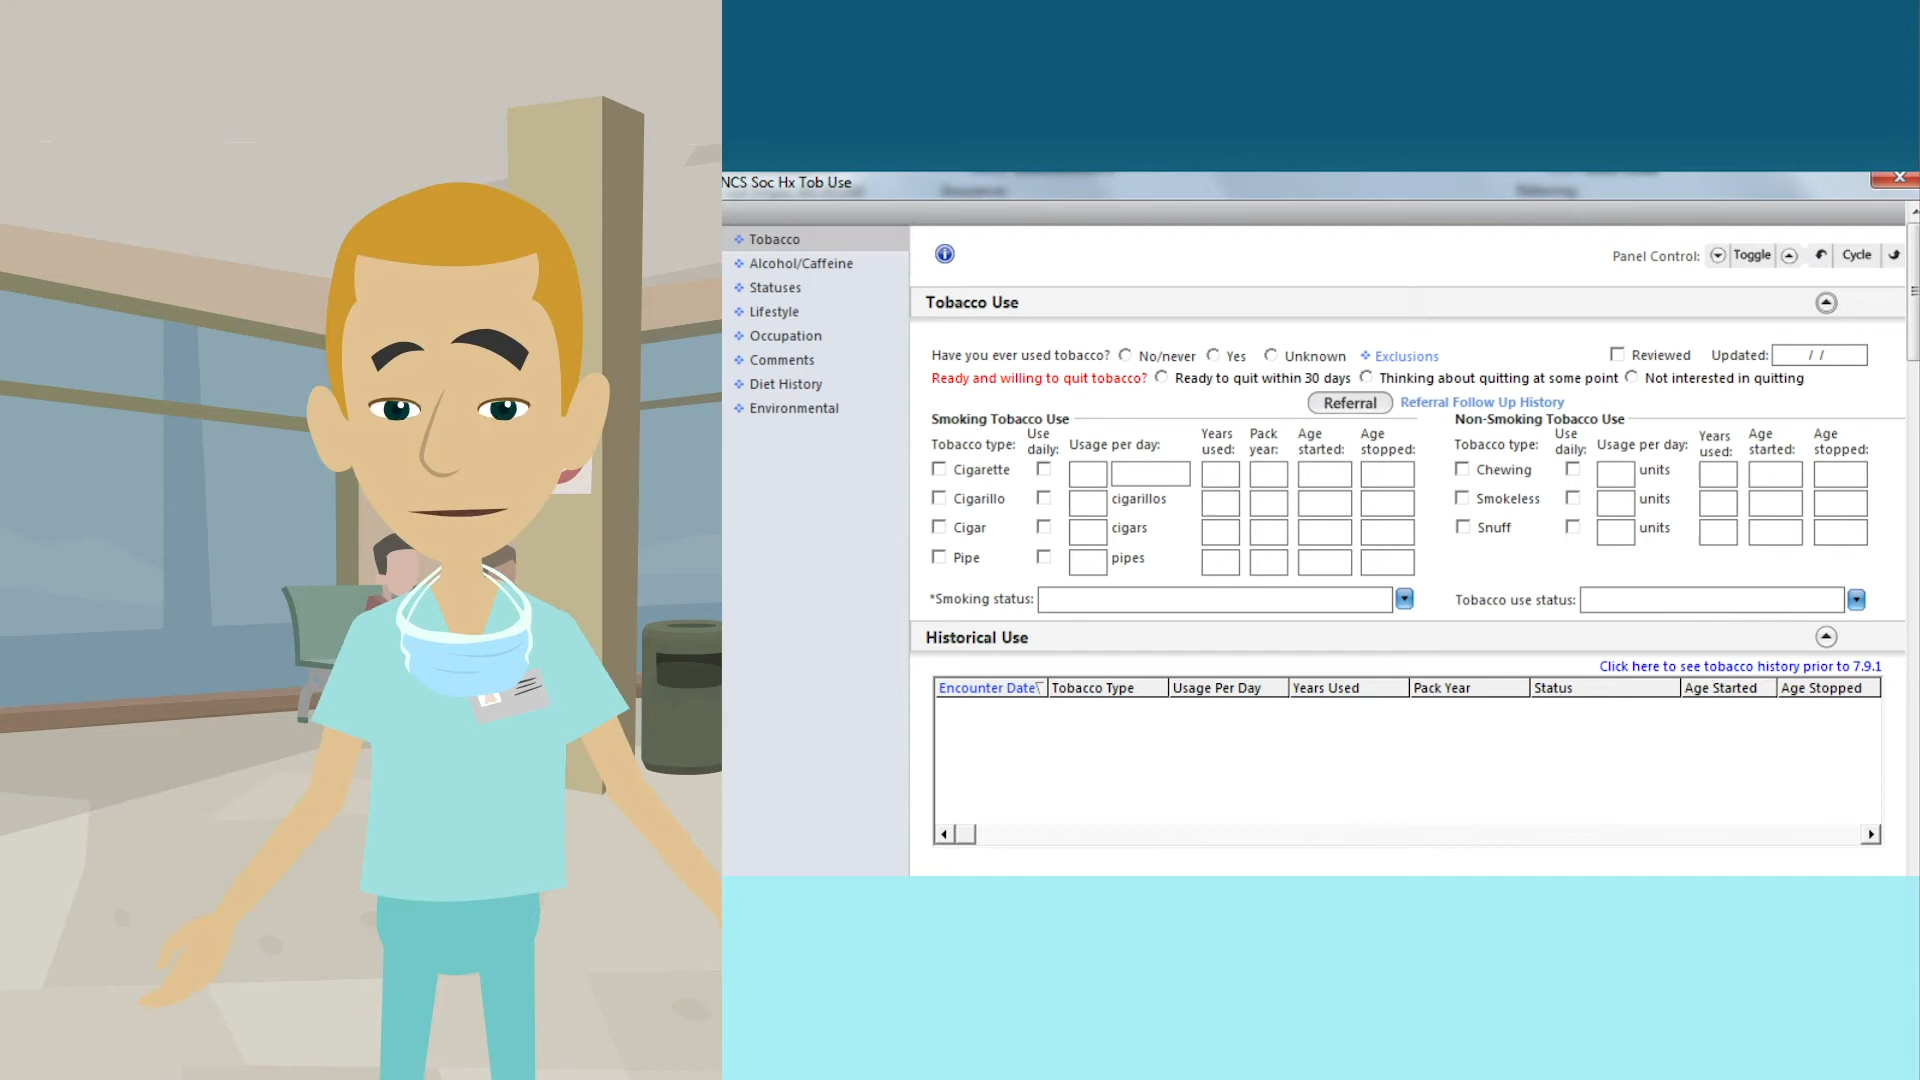 NCS Soc Hx Tob Use
Tobacco
Alcohol/Caffeine
Statuses
Lifestyle
Occupation
Comments
Diet History
Environmental
Panel Control: Toggle Cycle
Tobacco Use
Have you ever used tobacco? No/never Yes Unknown Exclusions Reviewed Updated: / /
Ready and willing to quit tobacco? Ready to quit within 30 days Thinking about quitting at some point Not interested in quitting
Referral Referral Follow Up History
Smoking Tobacco Use
Tobacco type: Use daily: Usage per day: Years used: Pack year: Age started: Age stopped:
Cigarette
Cigarillo cigarillos
Cigar cigars
Pipe pipes
*Smoking status:
Non-Smoking Tobacco Use
Tobacco type: Use daily: Usage per day: Years used: Age started: Age stopped:
Chewing units
Smokeless units
Snuff units
Tobacco use status:
Historical Use
Click here to see tobacco history prior to 7.9.1
Encounter Date Tobacco Type Usage Per Day Years Used Pack Year Status Age Started Age Stopped